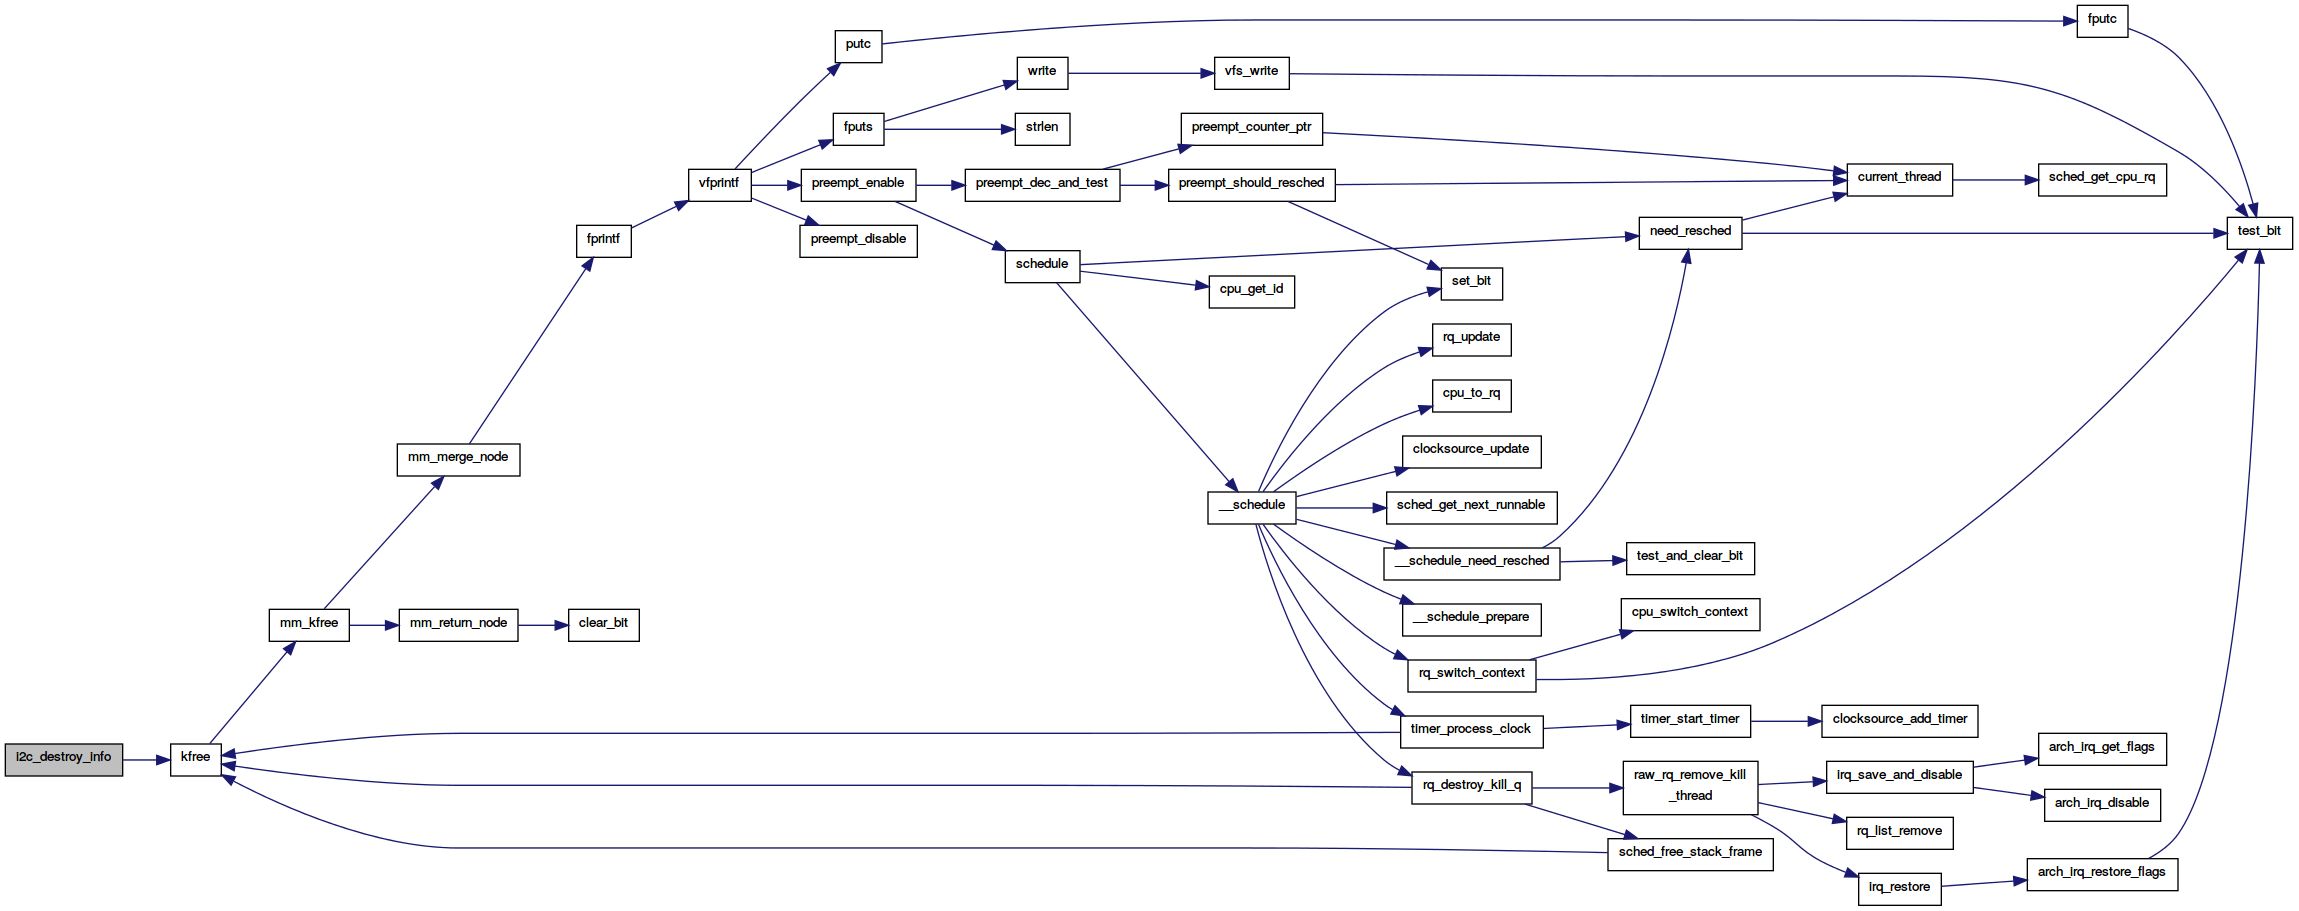 fputc
putc
write
vfs_write
fputs
strlen
preempt_counter_ptr
vfprintf
preempt_enable
preempt_dec_and_test
preempt_should_resched
current_thread
sched_get_cpu_rq
fprintf
preempt_disable
need_resched
test_bit
schedule
set_bit
cpu_get_id
rq_update
cpu_to_rq
mm_merge_node
clocksource_update
__schedule
sched_get_next_runnable
__schedule_need_resched
test_and_clear_bit
mm_kfree
mm_return_node
clear_bit
__schedule_prepare
cpu_switch_context
rq_switch_context
timer_process_clock
timer_start_timer
clocksource_add_timer
i2c_destroy_info
kfree
arch_irq_get_flags
rq_destroy_kill_q
raw_rq_remove_kill
_thread
irq_save_and_disable
arch_irq_disable
rq_list_remove
sched_free_stack_frame
irq_restore
arch_irq_restore_flags